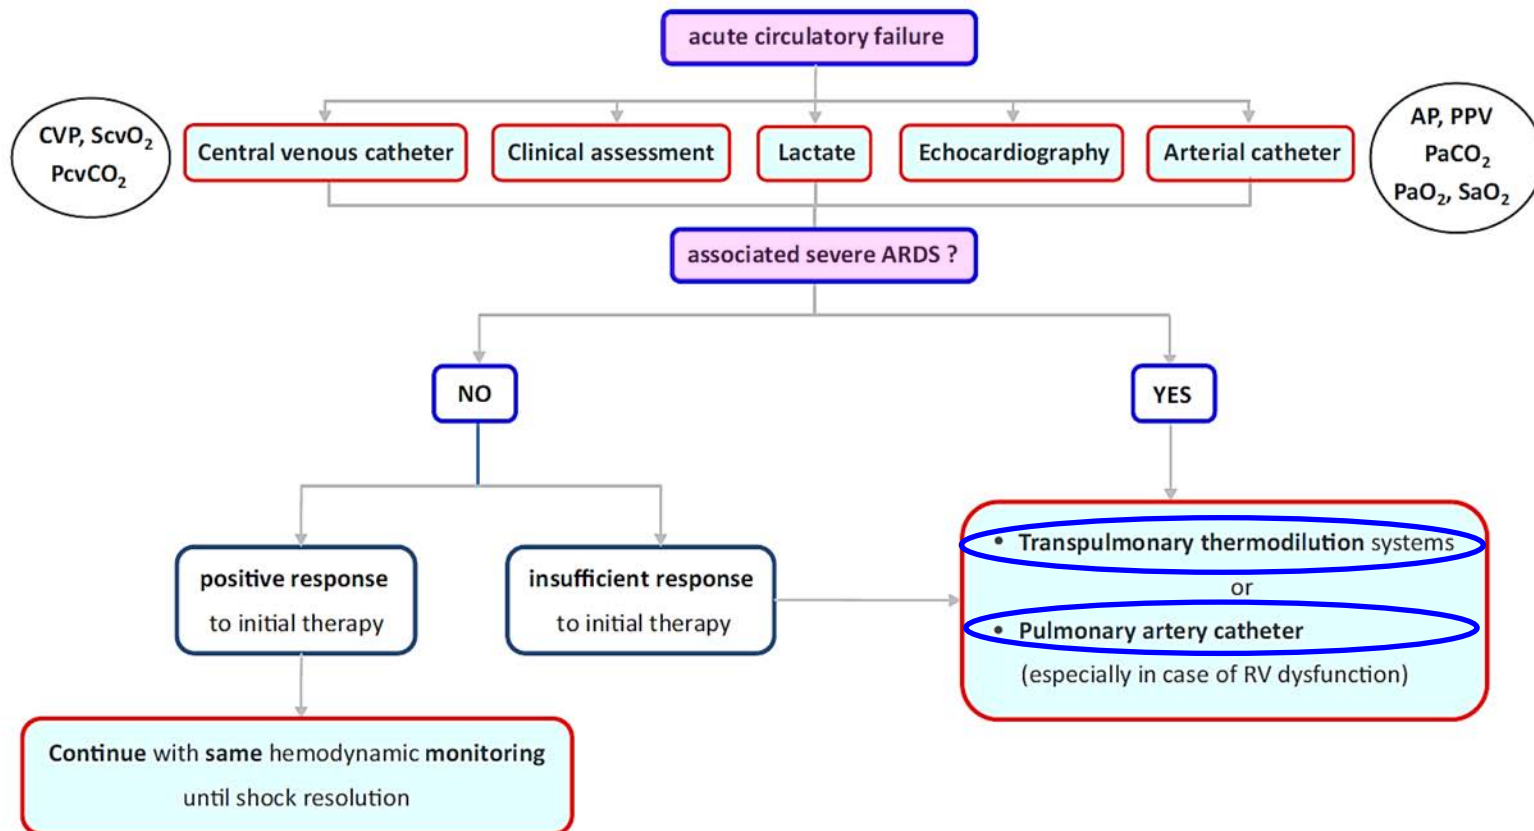 acute circulatory failure
CVP, ScvO₂
PcvCO₂
Central venous catheter
Clinical assessment
Lactate
Echocardiography
Arterial catheter
AP, PPV
PaCO₂
PaO₂, SaO₂
associated severe ARDS ?
NO
YES
positive response
to initial therapy
insufficient response
to initial therapy
• Transpulmonary thermodilution systems
or
• Pulmonary artery catheter
(especially in case of RV dysfunction)
Continue with same hemodynamic monitoring
until shock resolution